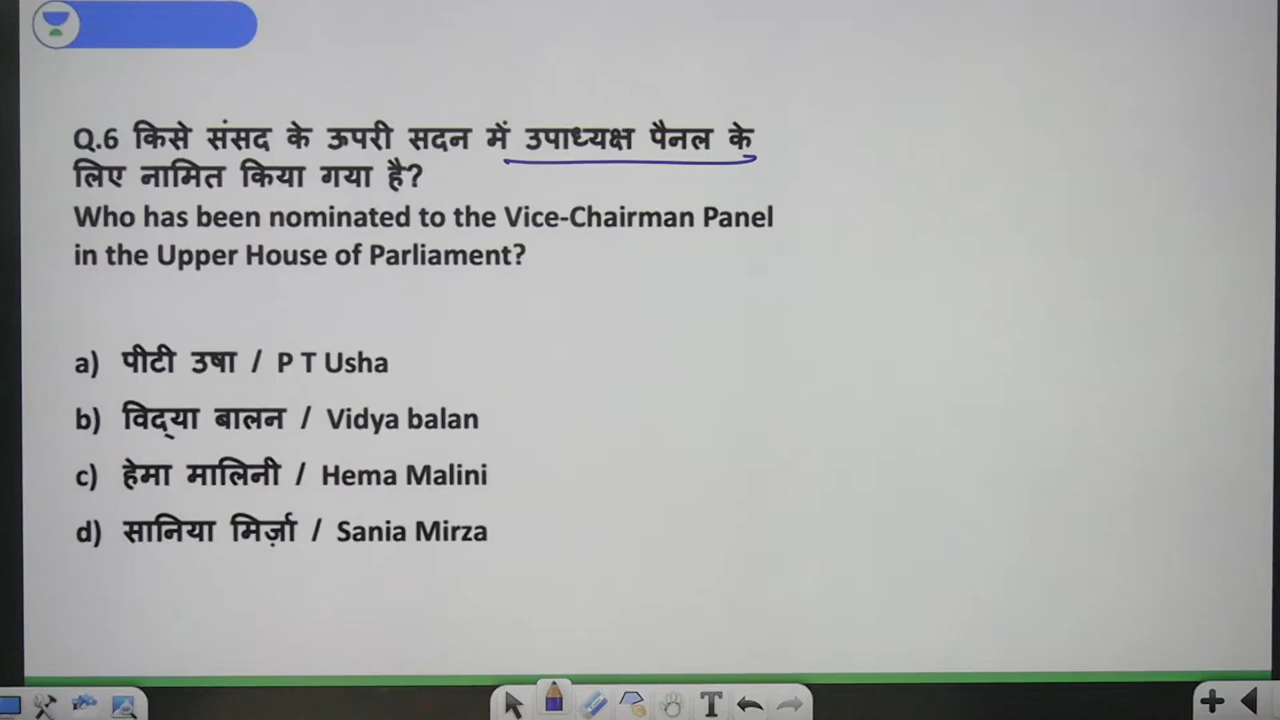 Q.6 किसे संसद के ऊपरी सदन में उपाध्यक्ष पैनल के
लिए नामित किया गया है?
Who has been nominated to the Vice-Chairman Panel
in the Upper House of Parliament?
a) पीटी उषा / P T Usha
b) विद्या बालन / Vidya balan
c) हेमा मालिनी / Hema Malini
d) सानिया मिर्ज़ा / Sania Mirza
T